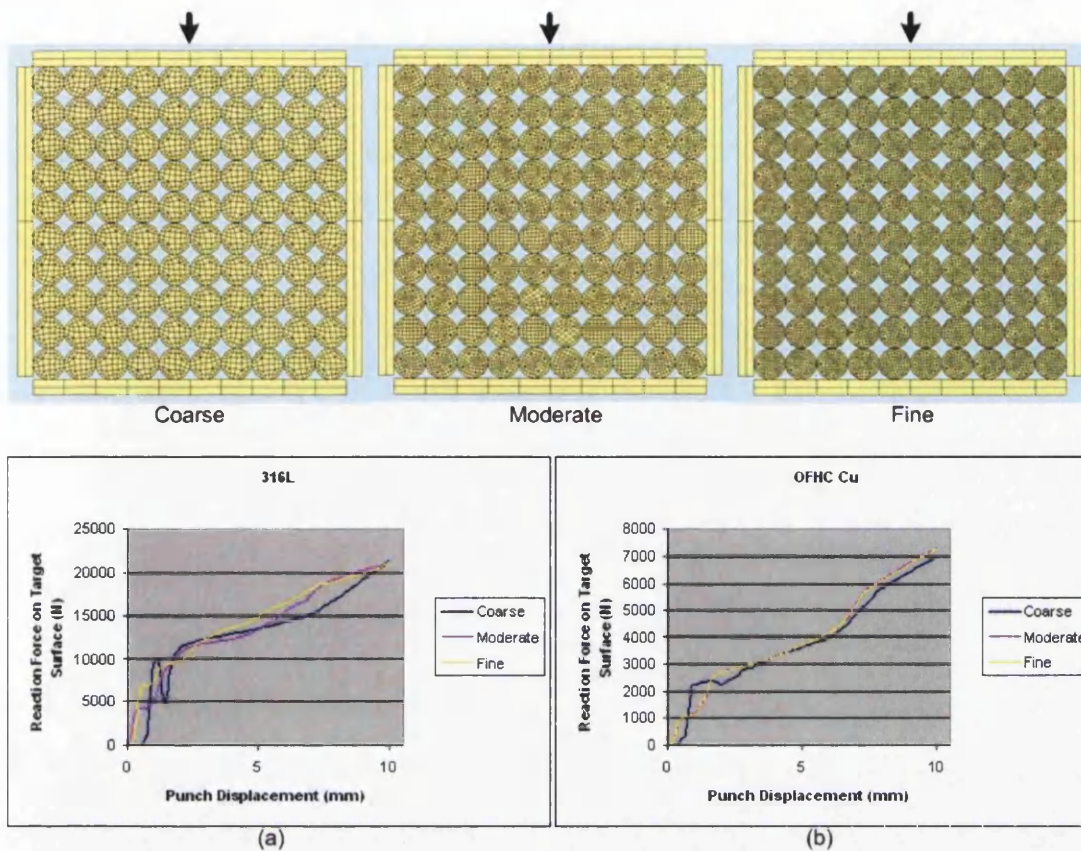 Coarse
Moderate
Fine
316L
25000
20000
15000
10000
5000
0
0
5
10
Reaction Force on Target
Surface (N)
Punch Displacement (mm)
Coarse
Moderate
Fine
(a)
OFHC Cu
8000
7000
6000
5000
4000
3000
2000
1000
0
0
5
10
Reaction Force on Target
Surface (N)
Punch Displacement (mm)
Coarse
Moderate
Fine
(b)